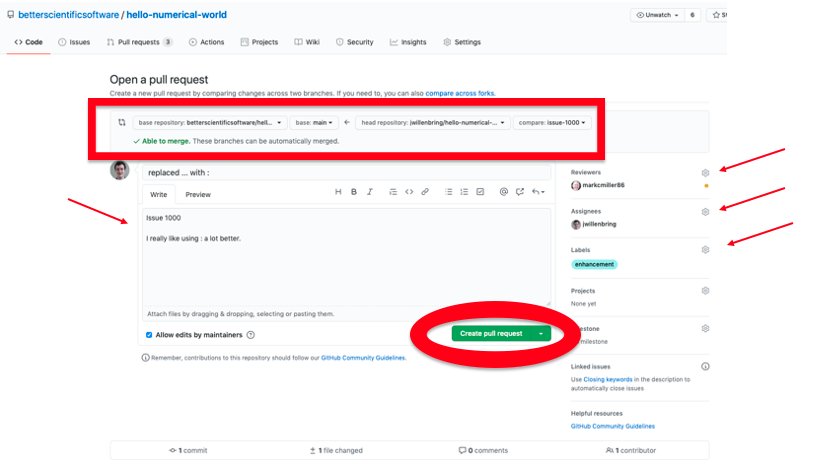 betterscientificsoftware / hello-numerical-world
Unwatch 6
Code Issues Pull requests 3 Actions Projects Wiki Security Insights Settings
Open a pull request
Create a new pull request by comparing changes across two branches. If you need to, you can also compare across forks.
base repository: betterscientificsoftware/hell... base: main ← head repository: jwillenbring/hello-numerical-... compare: issue-1000
Able to merge. These branches can be automatically merged.
replaced ... with :
Write Preview
Issue 1000
I really like using : a lot better.
Attach files by dragging & dropping, selecting or pasting them.
Allow edits by maintainers
Create pull request
Remember, contributions to this repository should follow our GitHub Community Guidelines.
Reviewers
markcmiller86
Assignees
jwillenbring
Labels
enhancement
Projects
None yet
milestone
Linked issues
Use Closing keywords in the description to
automatically close issues
Helpful resources
GitHub Community Guidelines
1 commit 1 file changed 0 comments 1 contributor